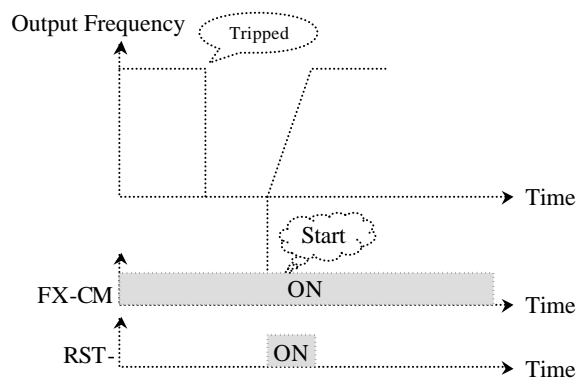 Output Frequency
Tripped
Time
Start
FX-CM
ON
Time
RST-
ON
Time